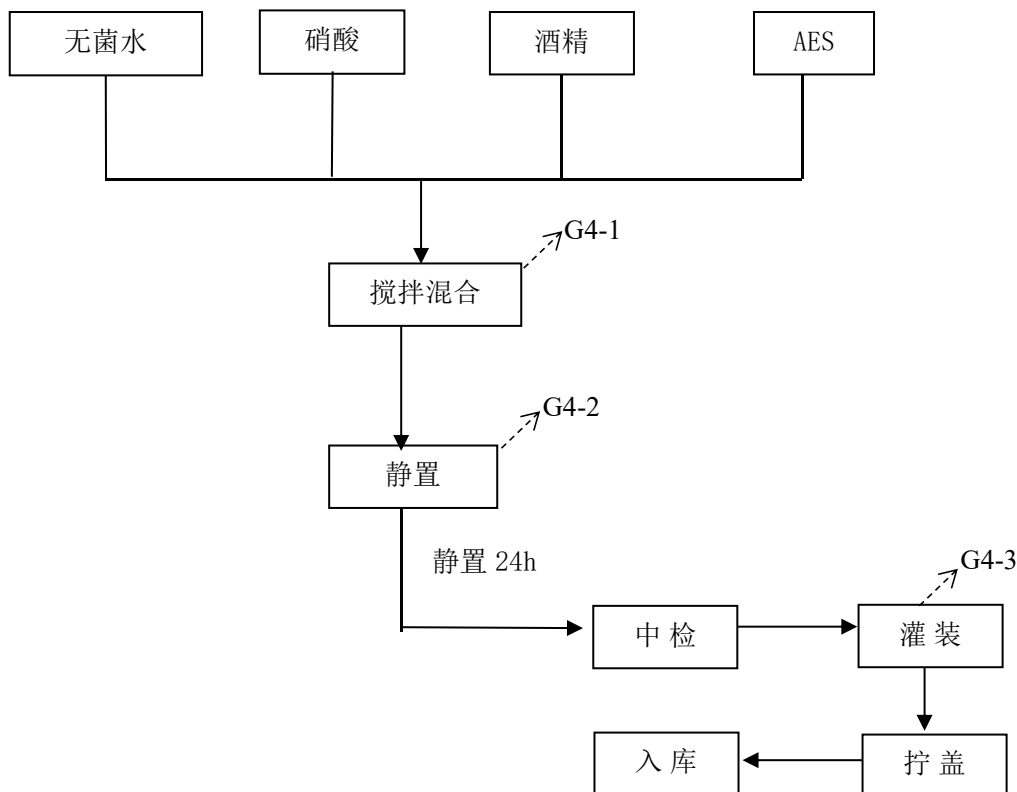 无菌水
硝酸
酒精
AES
G4-1
搅拌混合
G4-2
静置
静置 24h
G4-3
中检
灌装
入库
拧盖